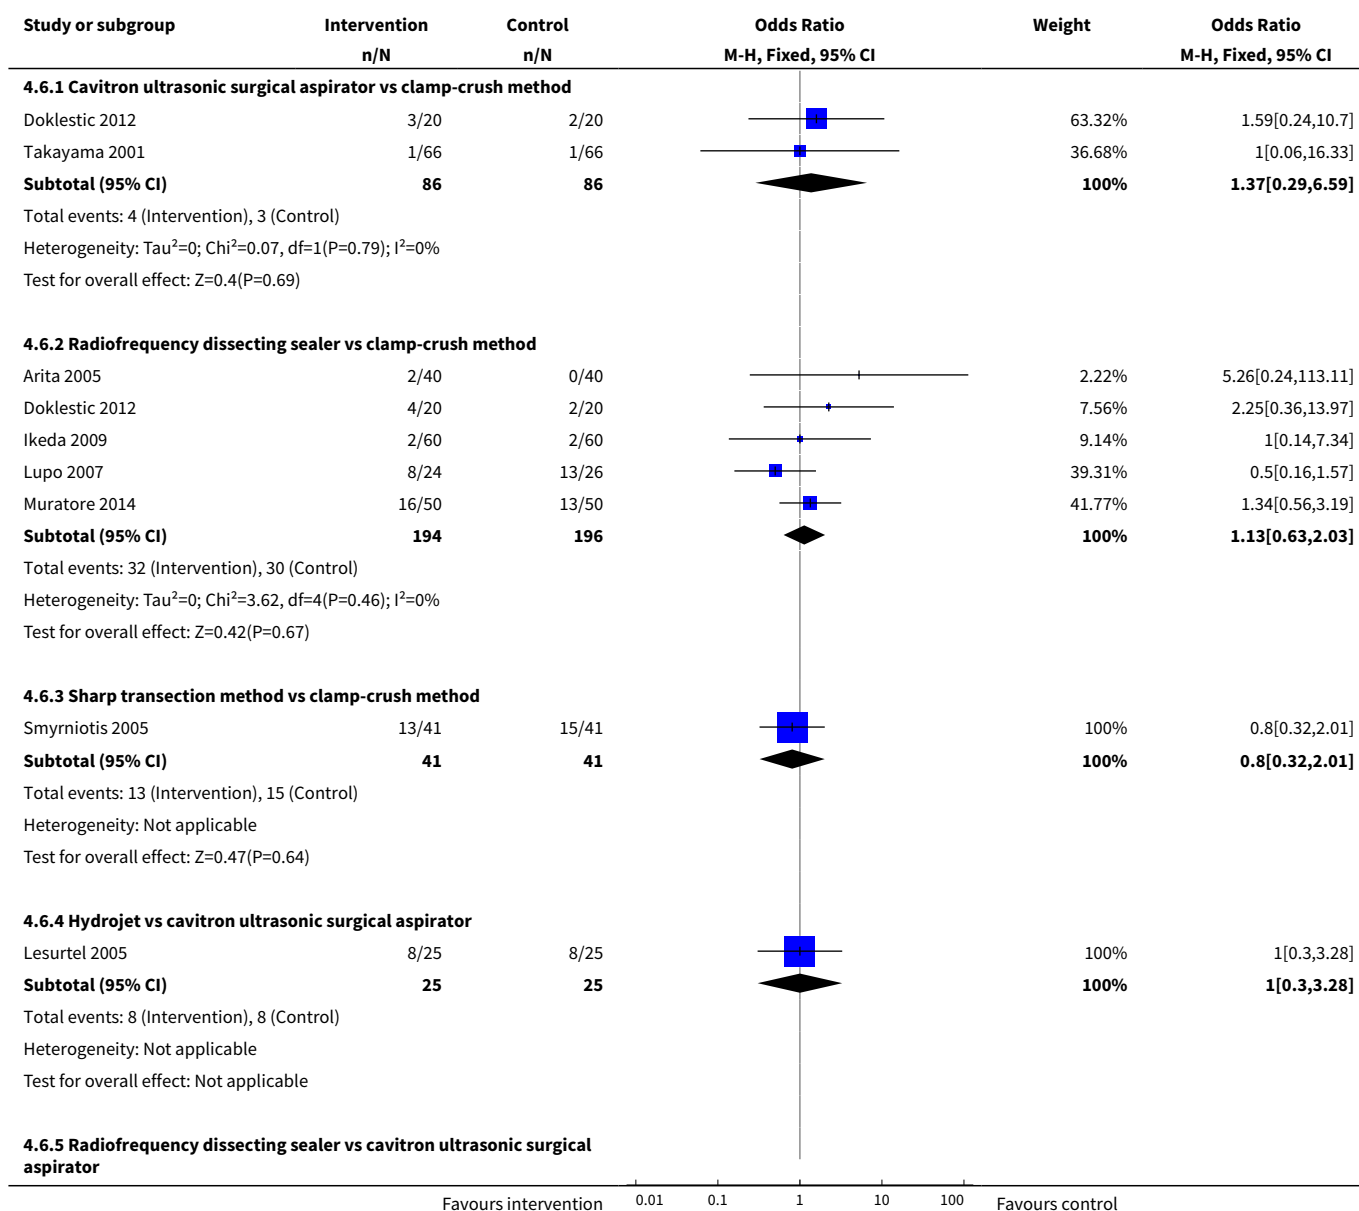 Study or subgroup Intervention Control Odds Ratio Weight Odds Ratio
n/N n/N M-H, Fixed, 95% CI M-H, Fixed, 95% CI
4.6.1 Cavitron ultrasonic surgical aspirator vs clamp-crush method
Doklestic 2012 3/20 2/20 63.32% 1.59[0.24,10.7]
Takayama 2001 1/66 1/66 36.68% 1[0.06,16.33]
Subtotal (95% CI) 86 86 100% 1.37[0.29,6.59]
Total events: 4 (Intervention), 3 (Control)
Heterogeneity: Tau²=0; Chi²=0.07, df=1(P=0.79); I²=0%
Test for overall effect: Z=0.4(P=0.69)
4.6.2 Radiofrequency dissecting sealer vs clamp-crush method
Arita 2005 2/40 0/40 2.22% 5.26[0.24,113.11]
Doklestic 2012 4/20 2/20 7.56% 2.25[0.36,13.97]
Ikeda 2009 2/60 2/60 9.14% 1[0.14,7.34]
Lupo 2007 8/24 13/26 39.31% 0.5[0.16,1.57]
Muratore 2014 16/50 13/50 41.77% 1.34[0.56,3.19]
Subtotal (95% CI) 194 196 100% 1.13[0.63,2.03]
Total events: 32 (Intervention), 30 (Control)
Heterogeneity: Tau²=0; Chi²=3.62, df=4(P=0.46); I²=0%
Test for overall effect: Z=0.42(P=0.67)
4.6.3 Sharp transection method vs clamp-crush method
Smyrniotis 2005 13/41 15/41 100% 0.8[0.32,2.01]
Subtotal (95% CI) 41 41 100% 0.8[0.32,2.01]
Total events: 13 (Intervention), 15 (Control)
Heterogeneity: Not applicable
Test for overall effect: Z=0.47(P=0.64)
4.6.4 Hydrojet vs cavitron ultrasonic surgical aspirator
Lesurtel 2005 8/25 8/25 100% 1[0.3,3.28]
Subtotal (95% CI) 25 25 100% 1[0.3,3.28]
Total events: 8 (Intervention), 8 (Control)
Heterogeneity: Not applicable
Test for overall effect: Not applicable
4.6.5 Radiofrequency dissecting sealer vs cavitron ultrasonic surgical
aspirator
Favours intervention 0.01 0.1 1 10 100 Favours control